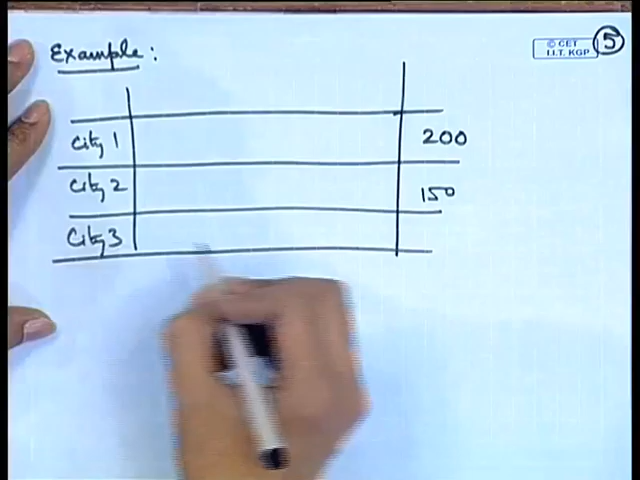 Example :
© CET
I.I.T. KGP
5
City 1 200
City 2 150
City 3